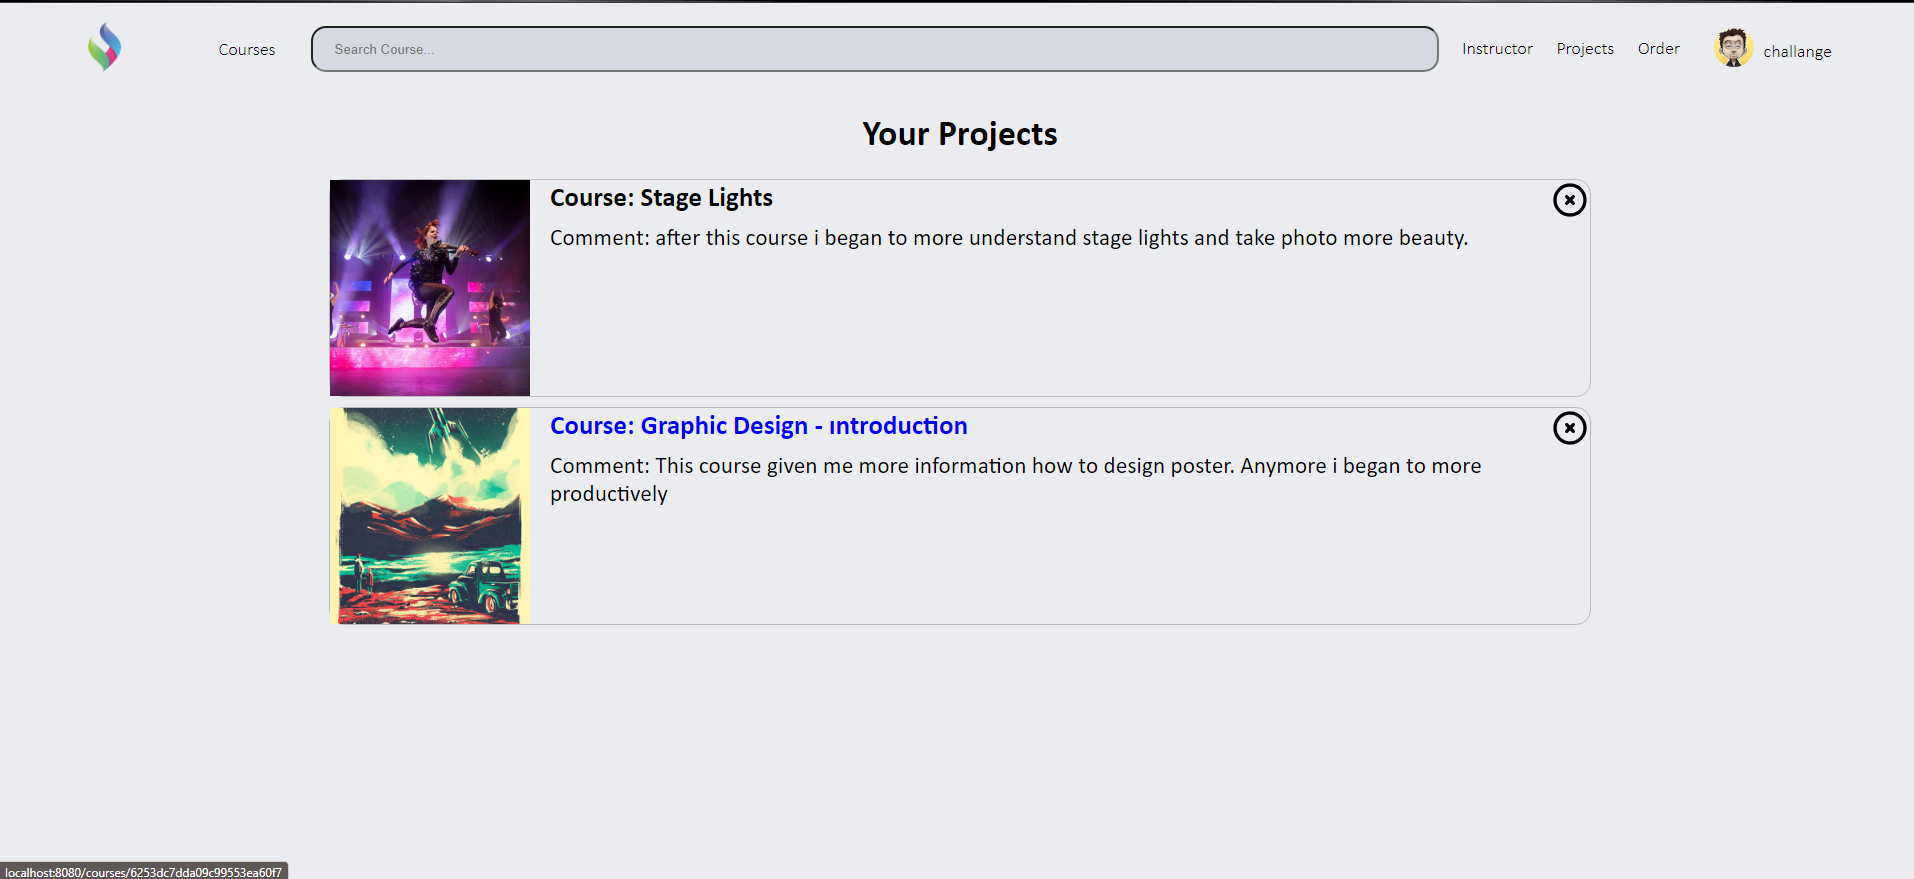 Courses
Search Course...
Instructor
Projects
Order
challange
Your Projects
Course: Stage Lights
Comment: after this course i began to more understand stage lights and take photo more beauty.
Course: Graphic Design - ıntroduction
Comment: This course given me more information how to design poster. Anymore i began to more
productively
localhost:8080/courses/6253dc7dda09c99553ea60f7